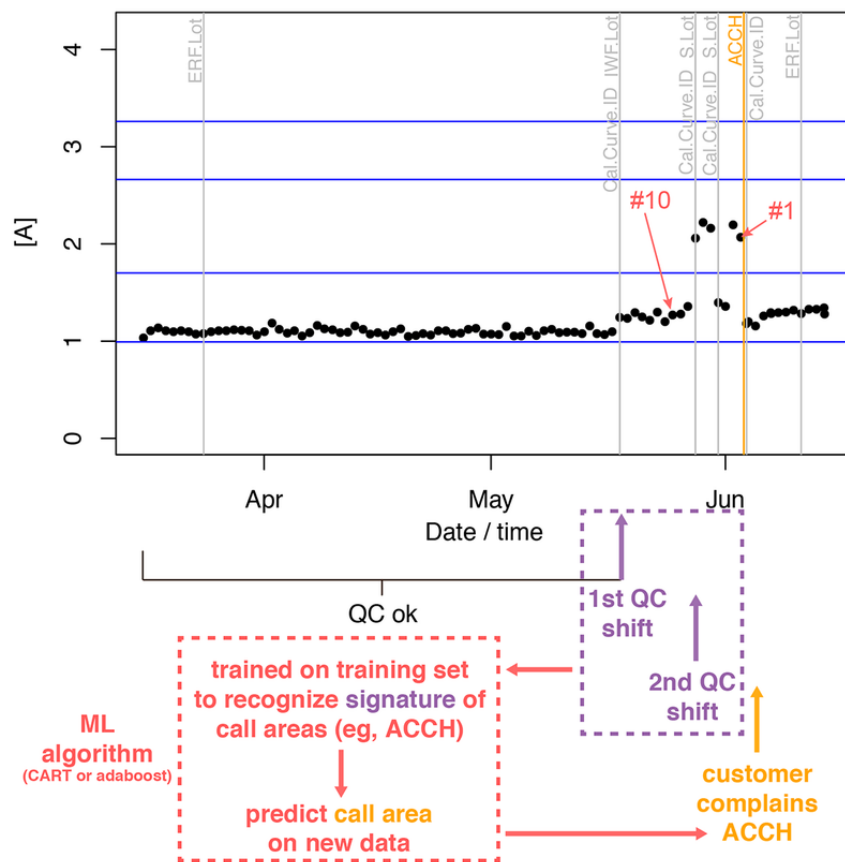 4
3
2
1
0
[A]
ERF.Lot
Cal.Curve.ID IWF.Lot
Cal.Curve.ID S.Lot
Cal.Curve.ID S.Lot
ACCH
Cal.Curve.ID
ERF.Lot
#10
#1
Apr
May
Jun
Date / time
QC ok
1st QC
shift
2nd QC
shift
trained on training set
to recognize signature of
call areas (eg, ACCH)
ML
algorithm
(CART or adaboost)
predict call area
on new data
customer
complains
ACCH